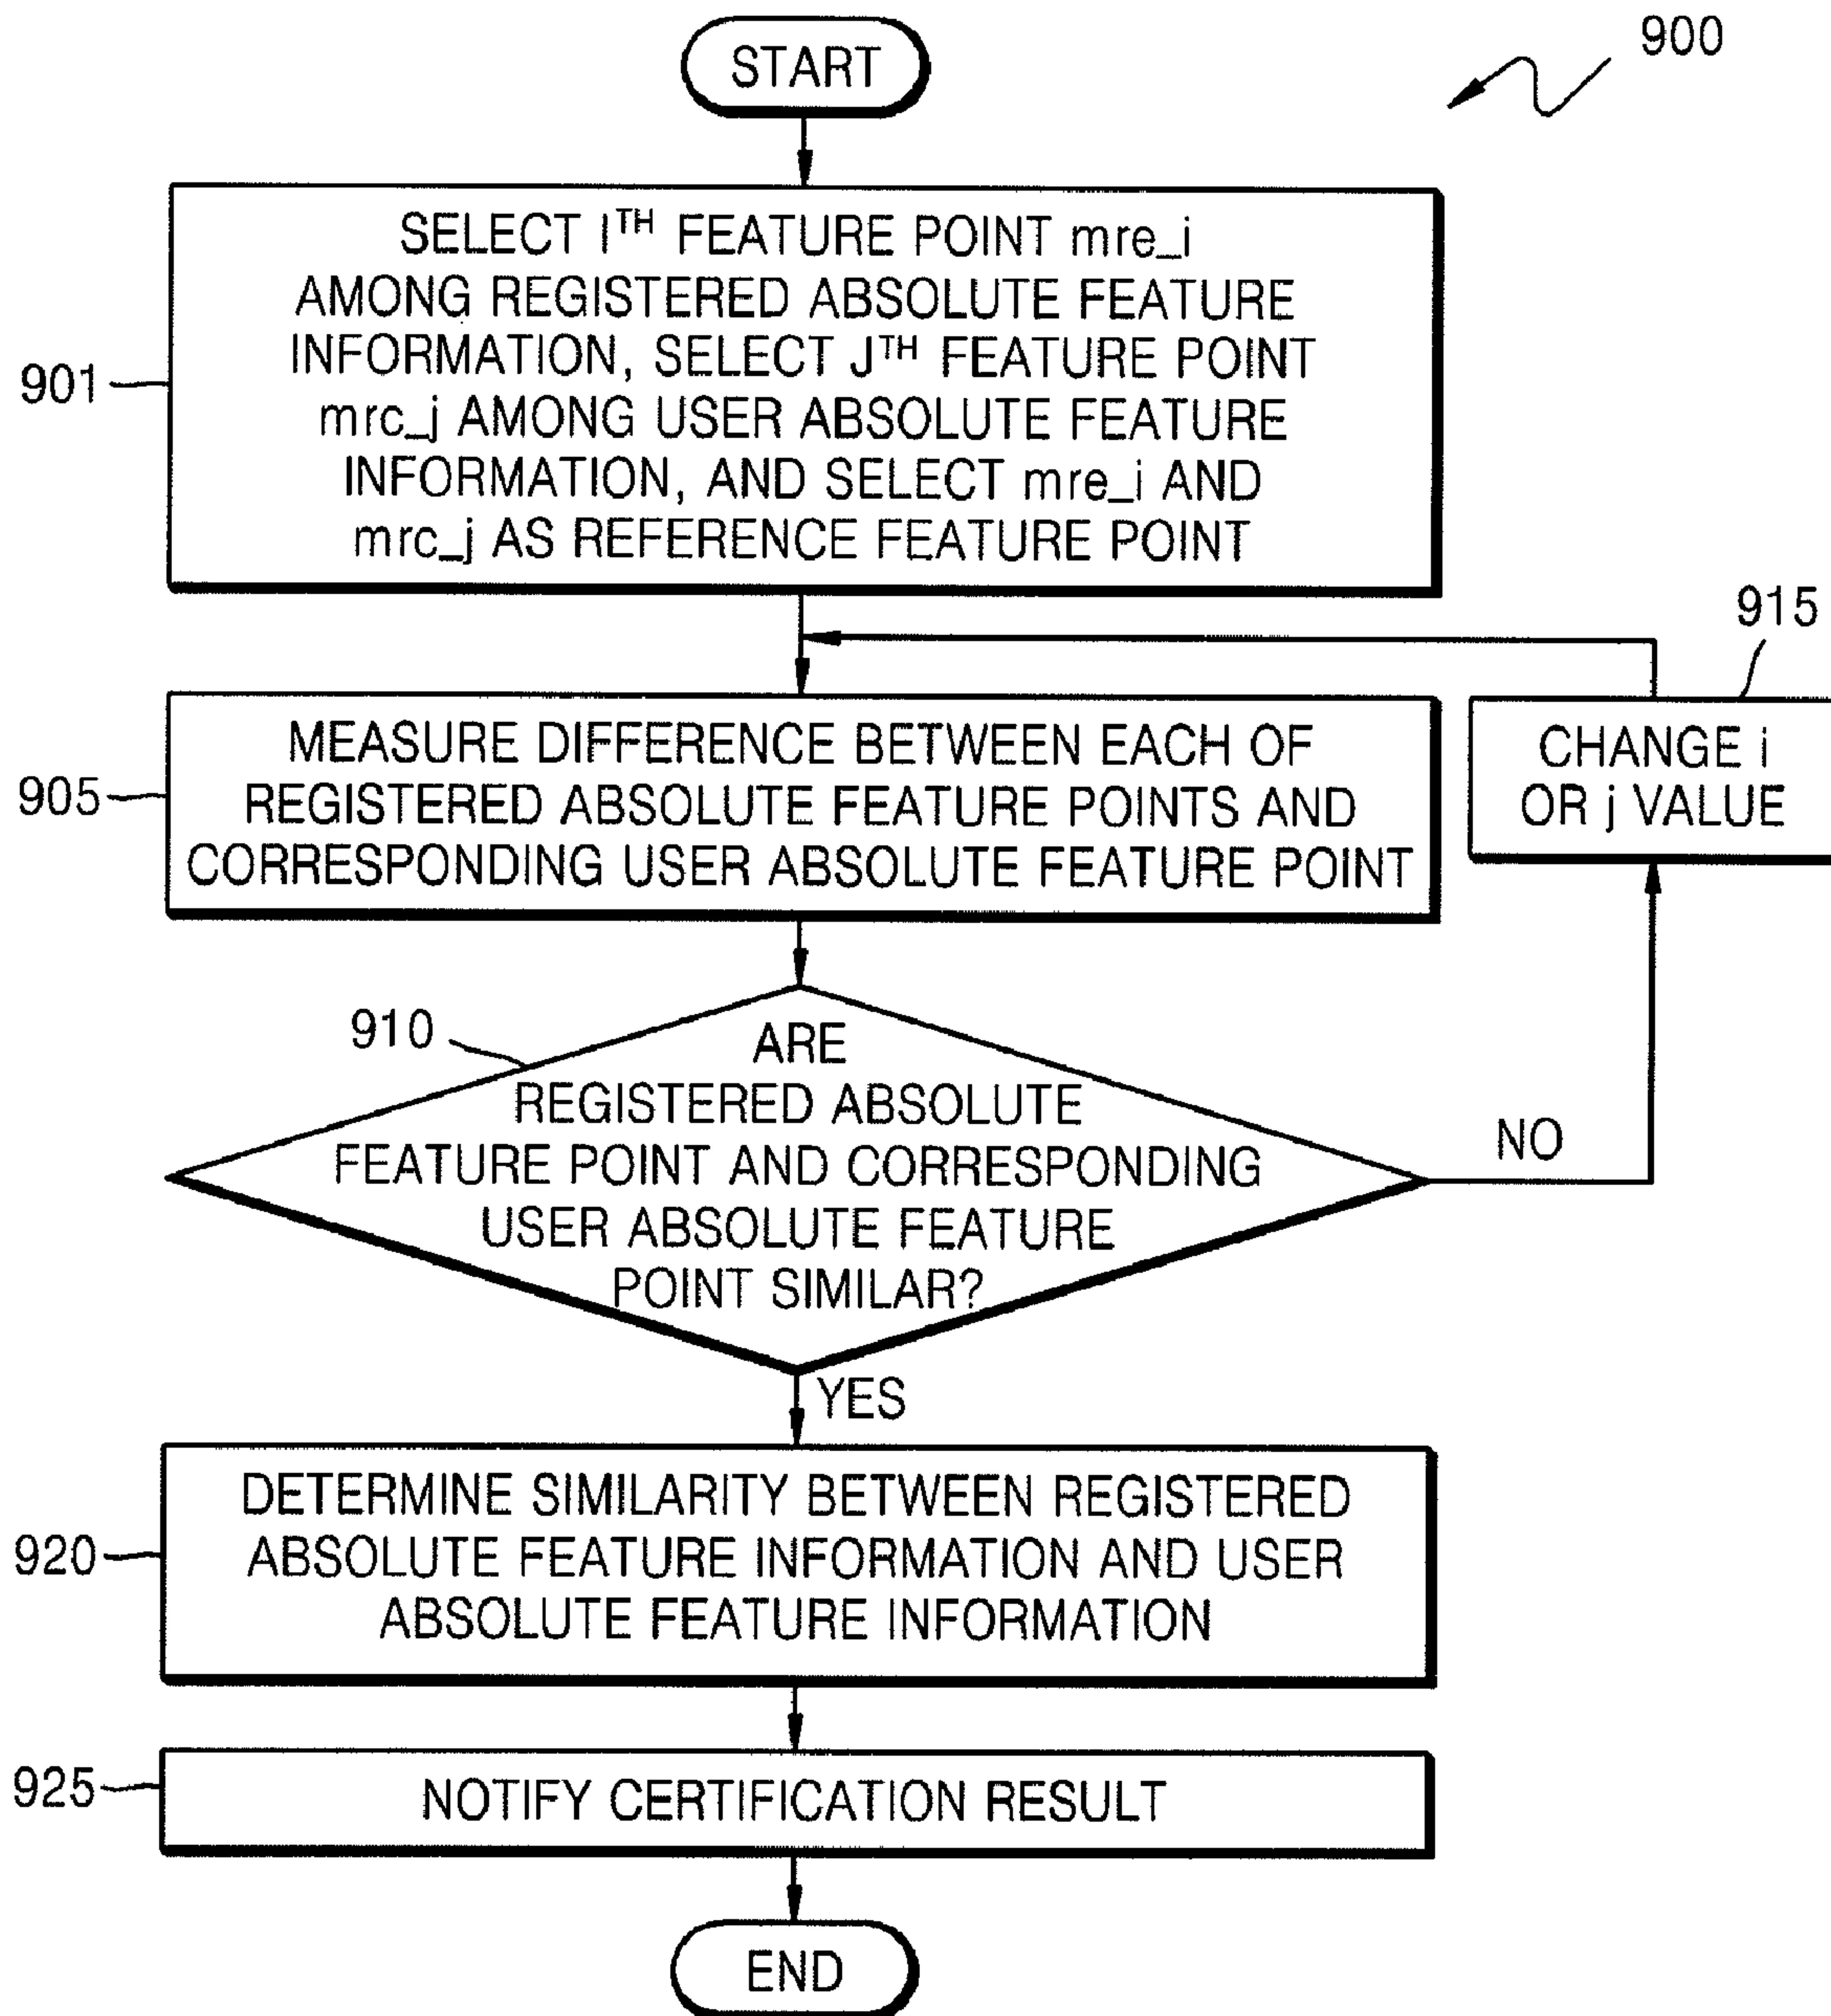 START
900
SELECT I^TH FEATURE POINT mre_i
AMONG REGISTERED ABSOLUTE FEATURE
INFORMATION, SELECT J^TH FEATURE POINT
mrc_j AMONG USER ABSOLUTE FEATURE
INFORMATION, AND SELECT mre_i AND
mrc_j AS REFERENCE FEATURE POINT
901
915
CHANGE i
OR j VALUE
MEASURE DIFFERENCE BETWEEN EACH OF
REGISTERED ABSOLUTE FEATURE POINTS AND
CORRESPONDING USER ABSOLUTE FEATURE POINT
905
910
ARE
REGISTERED ABSOLUTE
FEATURE POINT AND CORRESPONDING
USER ABSOLUTE FEATURE
POINT SIMILAR?
NO
YES
DETERMINE SIMILARITY BETWEEN REGISTERED
ABSOLUTE FEATURE INFORMATION AND USER
ABSOLUTE FEATURE INFORMATION
920
925
NOTIFY CERTIFICATION RESULT
END